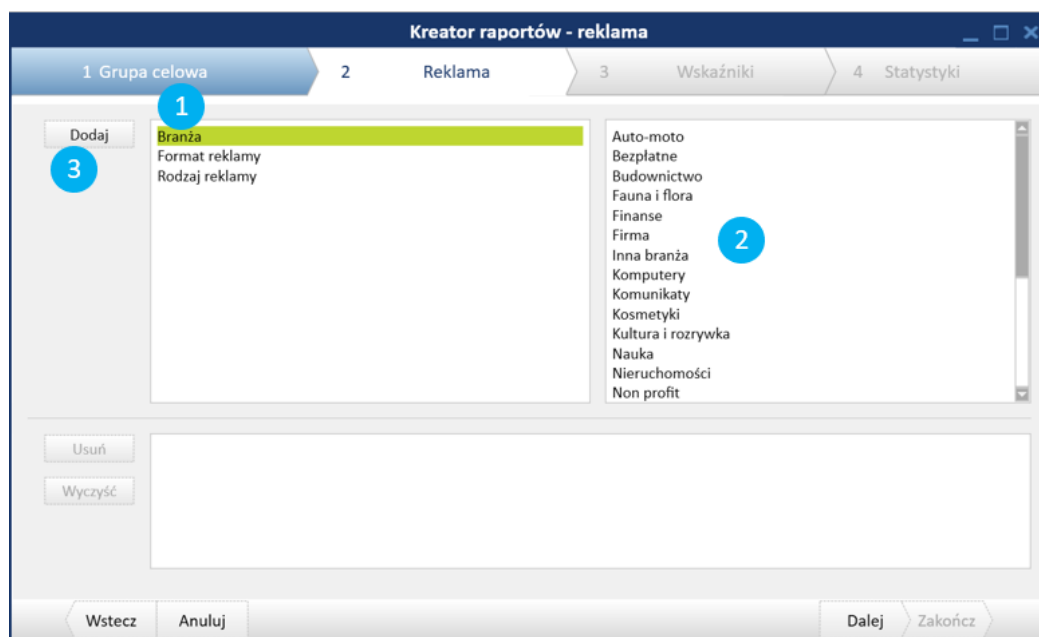 Kreator raportów - reklama
1 Grupa celowa
2 Reklama
3 Wskaźniki
4 Statystyki
1
Dodaj
3
Branża
Format reklamy
Rodzaj reklamy
Auto-moto
Bezpłatne
Budownictwo
Fauna i flora
Finanse
Firma
Inna branża
Komputery
Komunikaty
Kosmetyki
Kultura i rozrywka
Nauka
Nieruchomości
Non profit
2
Usuń
Wyczyść
Wstecz
Anuluj
Dalej
Zakończ